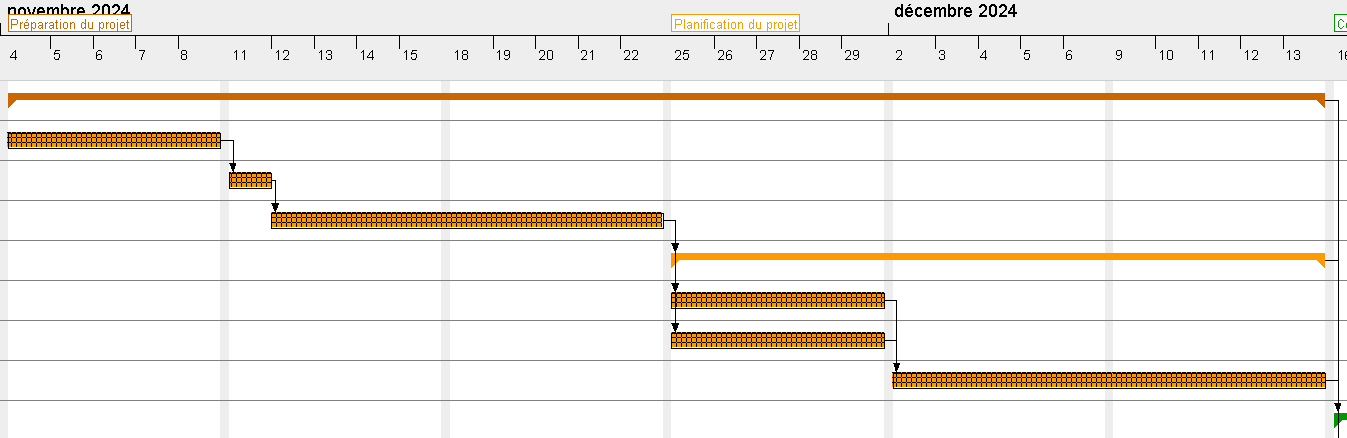 novembre 2024
décembre 2024
Préparation du projet
Planification du projet
4 5 6 7 8 11 12 13 14 15 18 19 20 21 22 25 26 27 28 29 2 3 4 5 6 9 10 11 12 13 16